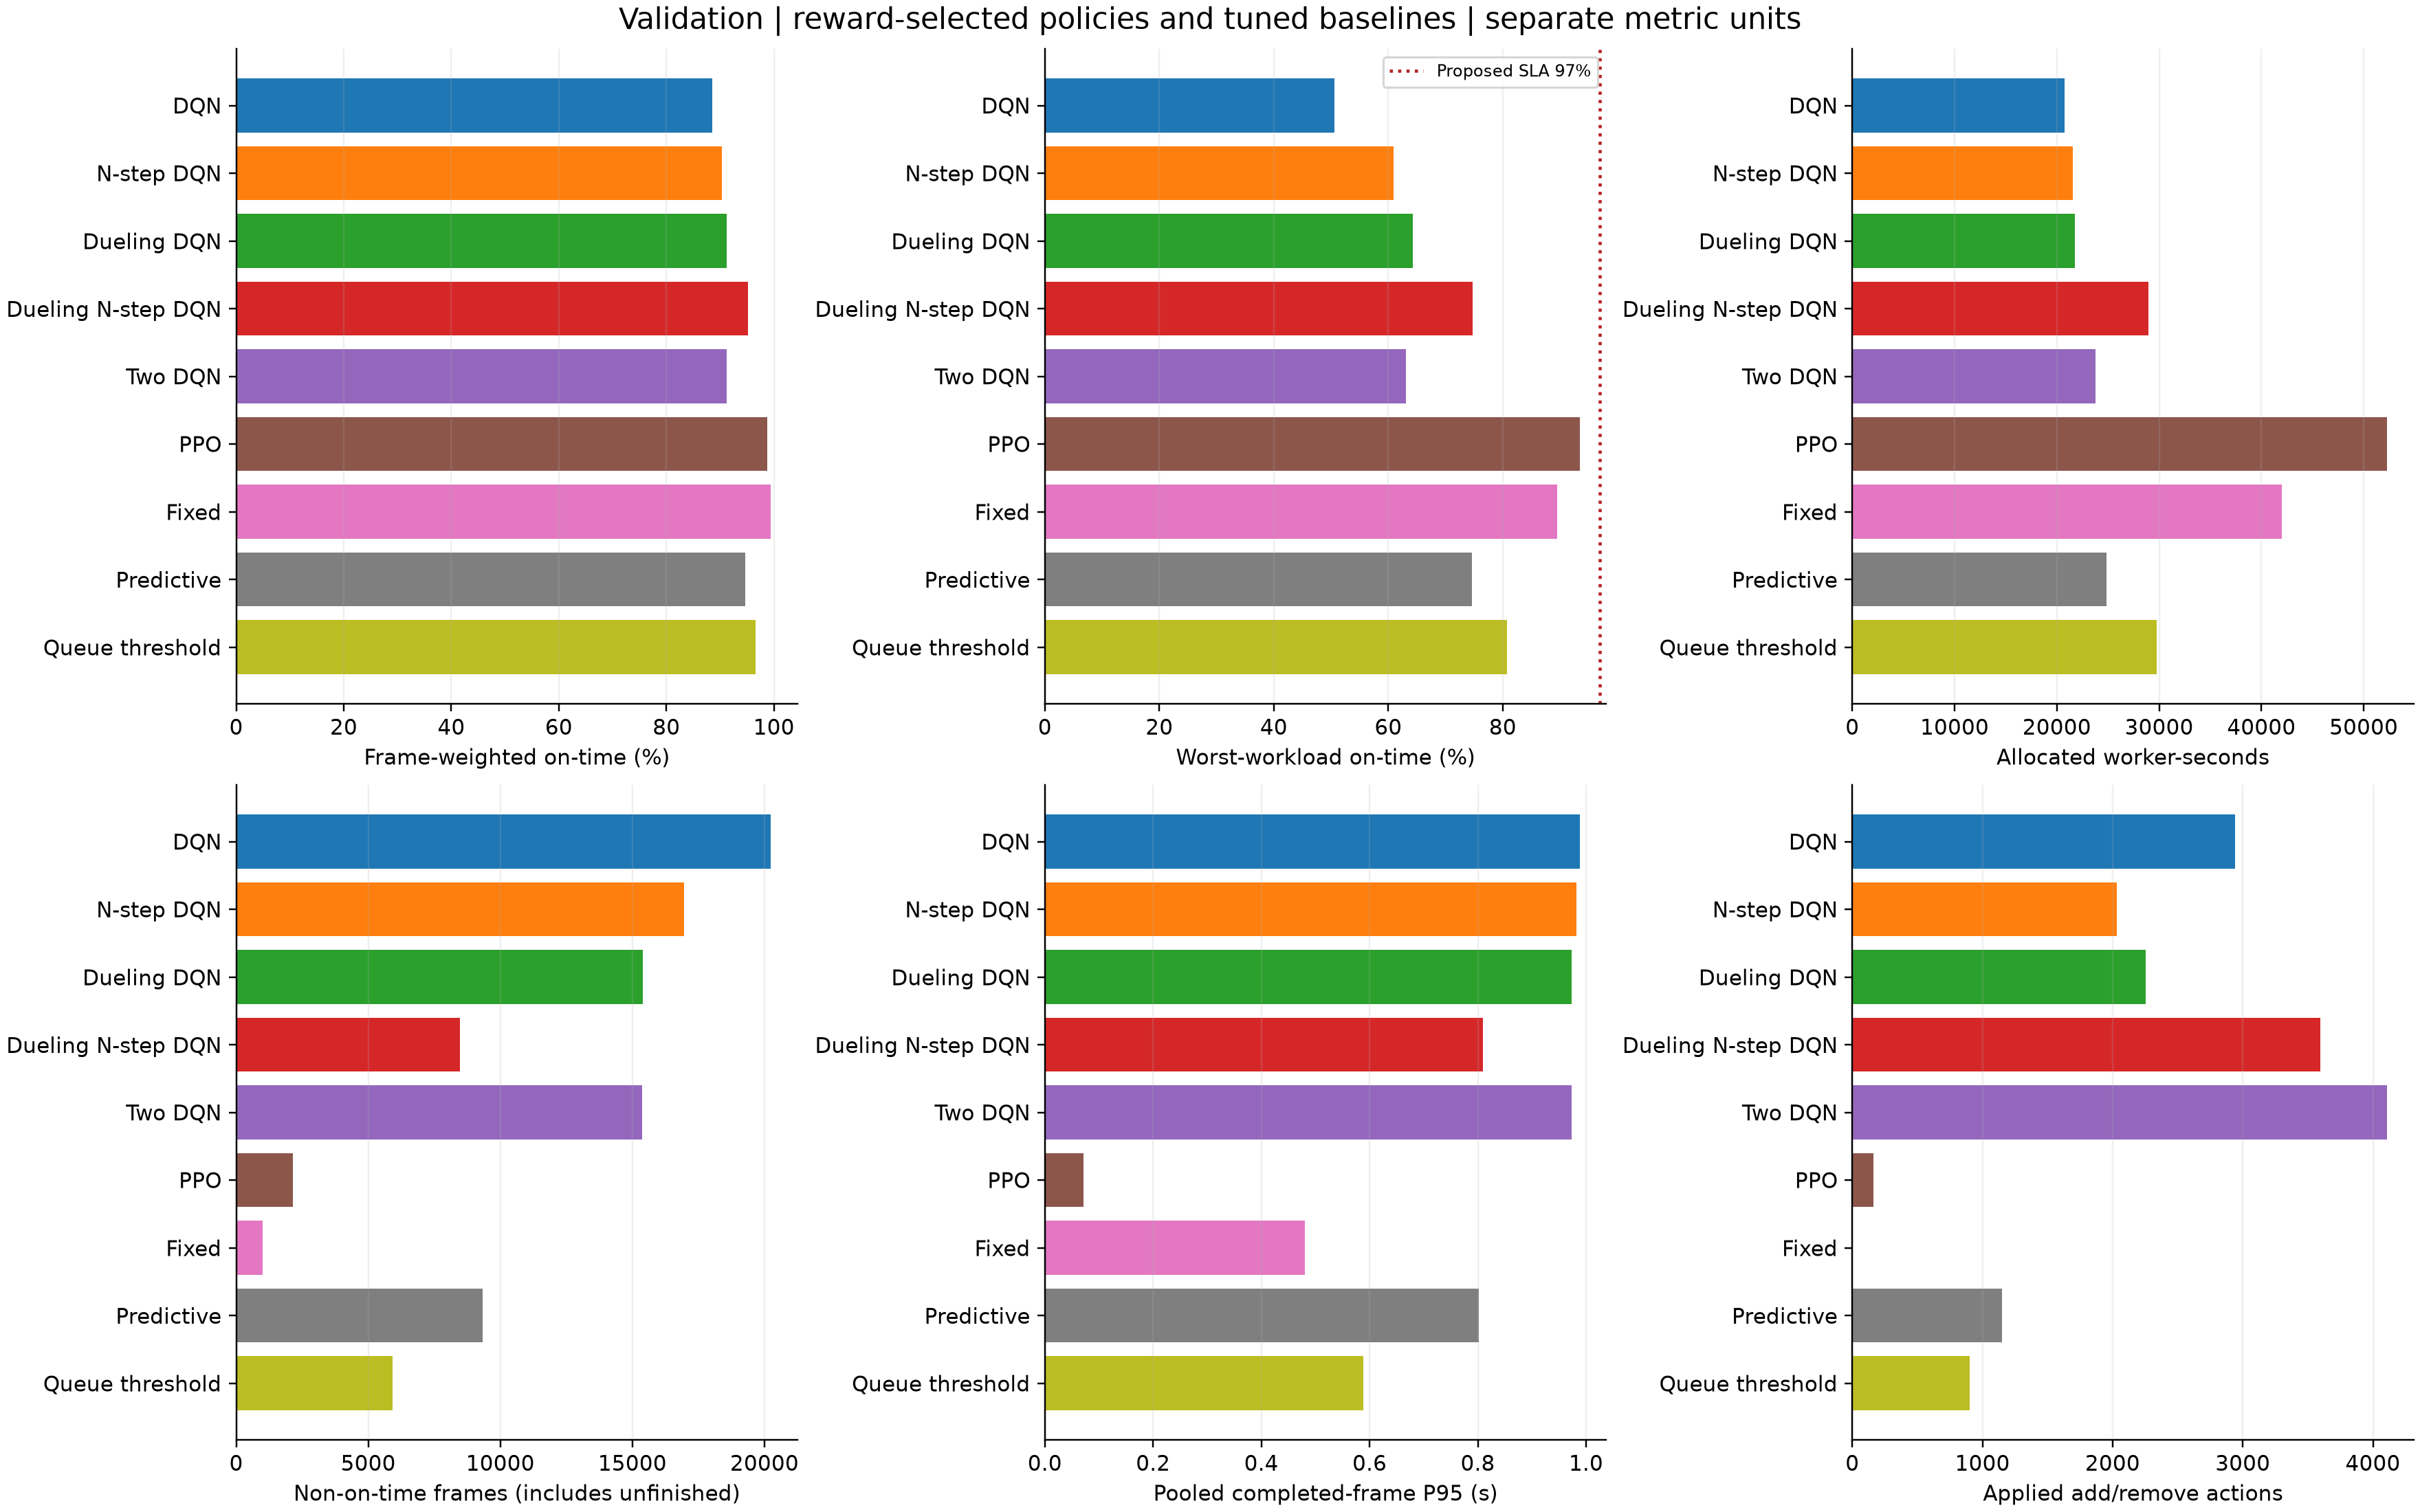 Validation | reward-selected policies and tuned baselines | separate metric units
DQN
N-step DQN
Dueling DQN
Dueling N-step DQN
Two DQN
PPO
Fixed
Predictive
Queue threshold
0 20 40 60 80 100
Frame-weighted on-time (%)
Proposed SLA 97%
DQN
N-step DQN
Dueling DQN
Dueling N-step DQN
Two DQN
PPO
Fixed
Predictive
Queue threshold
0 20 40 60 80
Worst-workload on-time (%)
DQN
N-step DQN
Dueling DQN
Dueling N-step DQN
Two DQN
PPO
Fixed
Predictive
Queue threshold
0 10000 20000 30000 40000 50000
Allocated worker-seconds
DQN
N-step DQN
Dueling DQN
Dueling N-step DQN
Two DQN
PPO
Fixed
Predictive
Queue threshold
0 5000 10000 15000 20000
Non-on-time frames (includes unfinished)
DQN
N-step DQN
Dueling DQN
Dueling N-step DQN
Two DQN
PPO
Fixed
Predictive
Queue threshold
0.0 0.2 0.4 0.6 0.8 1.0
Pooled completed-frame P95 (s)
DQN
N-step DQN
Dueling DQN
Dueling N-step DQN
Two DQN
PPO
Fixed
Predictive
Queue threshold
0 1000 2000 3000 4000
Applied add/remove actions